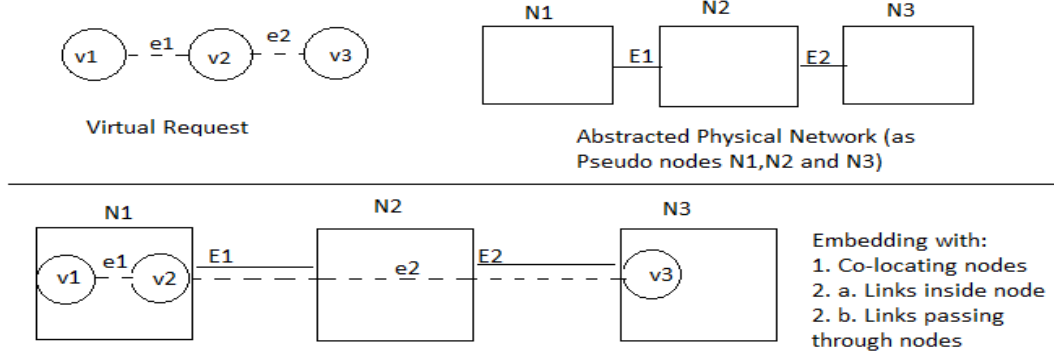 v1
e1
v2
e2
v3
Virtual Request
N1
N2
N3
E1
E2
Abstracted Physical Network (as
Pseudo nodes N1,N2 and N3)
N1
N2
N3
v1
e1
v2
E1
e2
E2
v3
Embedding with:
1. Co-locating nodes
2. a. Links inside node
2. b. Links passing
through nodes